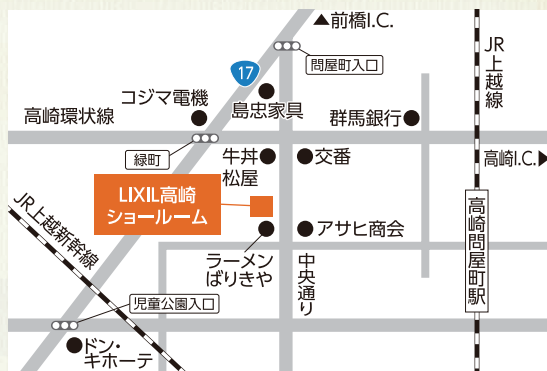 ▲前橋I.C.
問屋町入口
JR上越線
17
コジマ電機
島忠家具
高崎環状線
群馬銀行
緑町
牛丼
松屋
交番
高崎I.C.▶
LIXIL高崎
ショールーム
高崎問屋町駅
アサヒ商会
JR上越新幹線
ラーメン
ばりきや
中央通り
児童公園入口
ドン・
キホーテ